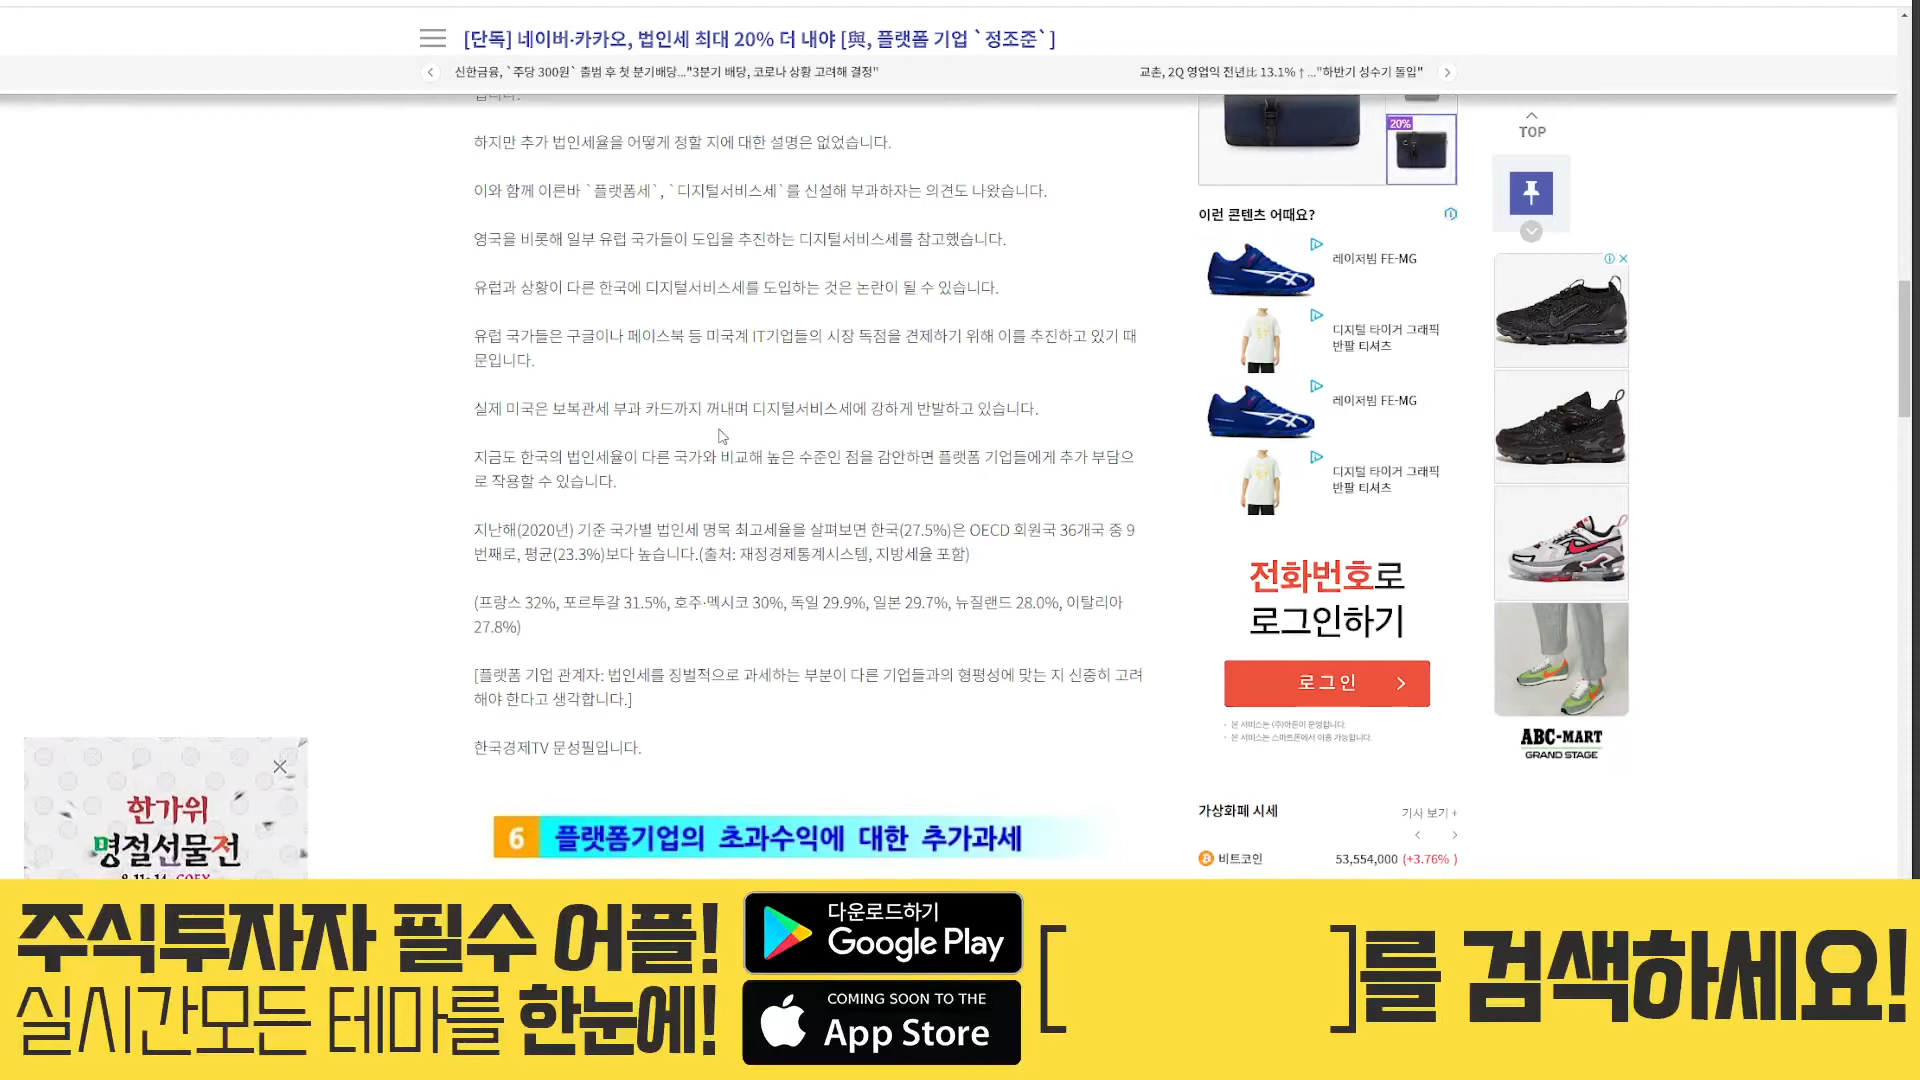 [단독] 네이버·카카오, 법인세 최대 20% 더 내야 [與, 플랫폼 기업 `정조준`]
신한금융, `주당 300원` 출범 후 첫 분기배당..."3분기 배당, 코로나 상황 고려해 결정"
교촌, 2Q 영업익 전년比 13.1%↑..."하반기 성수기 돌입"
하지만 추가 법인세율을 어떻게 정할 지에 대한 설명은 없었습니다.
이와 함께 이른바 `플랫폼세`, `디지털서비스세`를 신설해 부과하자는 의견도 나왔습니다.
영국을 비롯해 일부 유럽 국가들이 도입을 추진하는 디지털서비스세를 참고했습니다.
유럽과 상황이 다른 한국에 디지털서비스세를 도입하는 것은 논란이 될 수 있습니다.
유럽 국가들은 구글이나 페이스북 등 미국계 IT기업들의 시장 독점을 견제하기 위해 이를 추진하고 있기 때
문입니다.
실제 미국은 보복관세 부과 카드까지 꺼내며 디지털서비스세에 강하게 반발하고 있습니다.
지금도 한국의 법인세율이 다른 국가와 비교해 높은 수준인 점을 감안하면 플랫폼 기업들에게 추가 부담으
로 작용할 수 있습니다.
지난해(2020년) 기준 국가별 법인세 명목 최고세율을 살펴보면 한국(27.5%)은 OECD 회원국 36개국 중 9
번째로, 평균(23.3%)보다 높습니다.(출처: 재정경제통계시스템, 지방세율 포함)
(프랑스 32%, 포르투갈 31.5%, 호주·멕시코 30%, 독일 29.9%, 일본 29.7%, 뉴질랜드 28.0%, 이탈리아
27.8%)
[플랫폼 기업 관계자: 법인세를 징벌적으로 과세하는 부분이 다른 기업들과의 형평성에 맞는 지 신중히 고려
해야 한다고 생각합니다.]
한국경제TV 문성필입니다.
6 플랫폼기업의 초과수익에 대한 추가과세
20%
이런 콘텐츠 어때요?
레이저빔 FE-MG
디지털 타이거 그래픽
반팔 티셔츠
레이저빔 FE-MG
디지털 타이거 그래픽
반팔 티셔츠
전화번호로
로그인하기
로그인
· 본 서비스는 (주)아톤이 운영합니다.
· 본 서비스는 스마트폰에서 이용 가능합니다.
가상화폐 시세
기사 보기 +
비트코인 53,554,000 (+3.76% )
TOP
ABC-MART
GRAND STAGE
한가위
명절선물전
주식투자자 필수 어플!
실시간모든 테마를 한눈에!
다운로드하기
Google Play
COMING SOON TO THE
App Store
[ ]를 검색하세요!